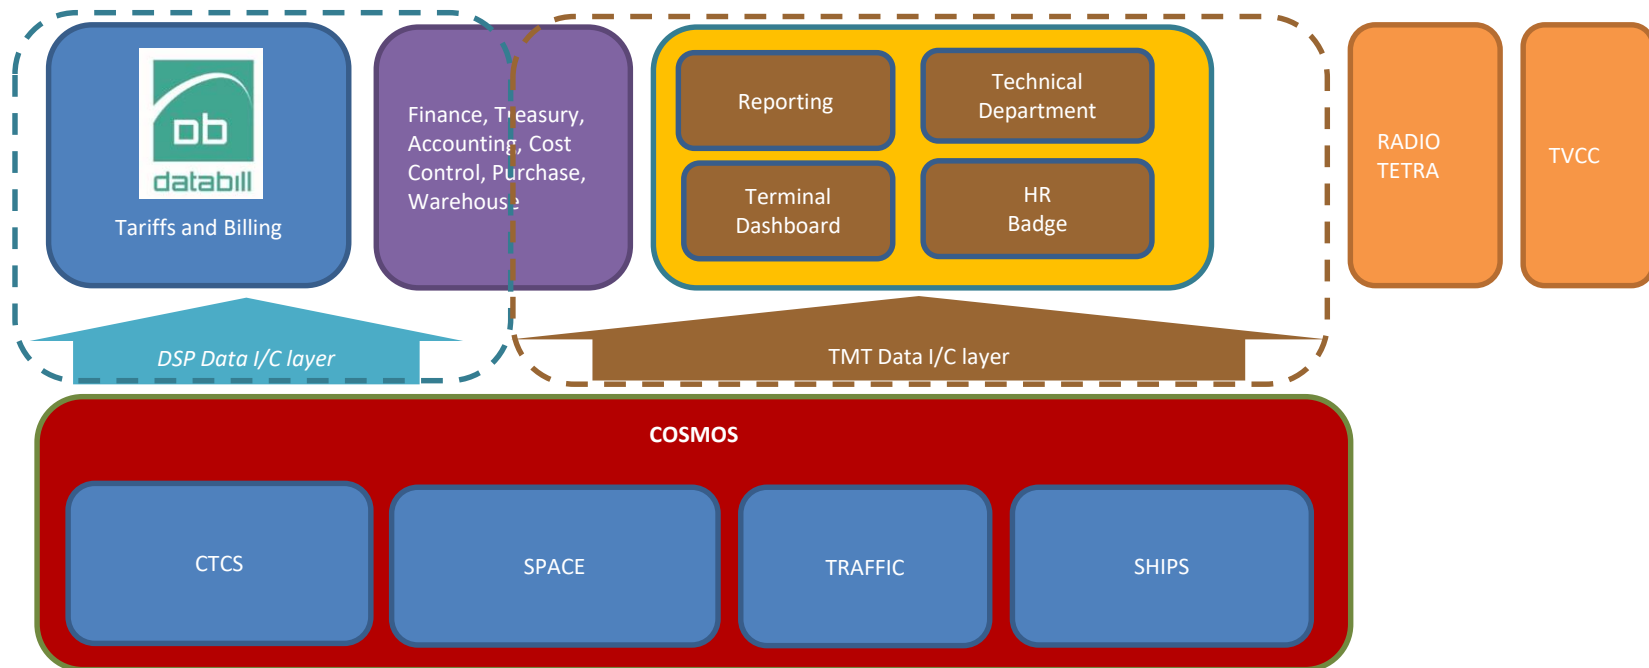 db
databill
Tariffs and Billing
Finance, Treasury,
Accounting, Cost
Control, Purchase,
Warehouse
Reporting
Technical
Department
Terminal
Dashboard
HR
Badge
RADIO
TETRA
TVCC
DSP Data I/C layer
TMT Data I/C layer
COSMOS
CTCS
SPACE
TRAFFIC
SHIPS